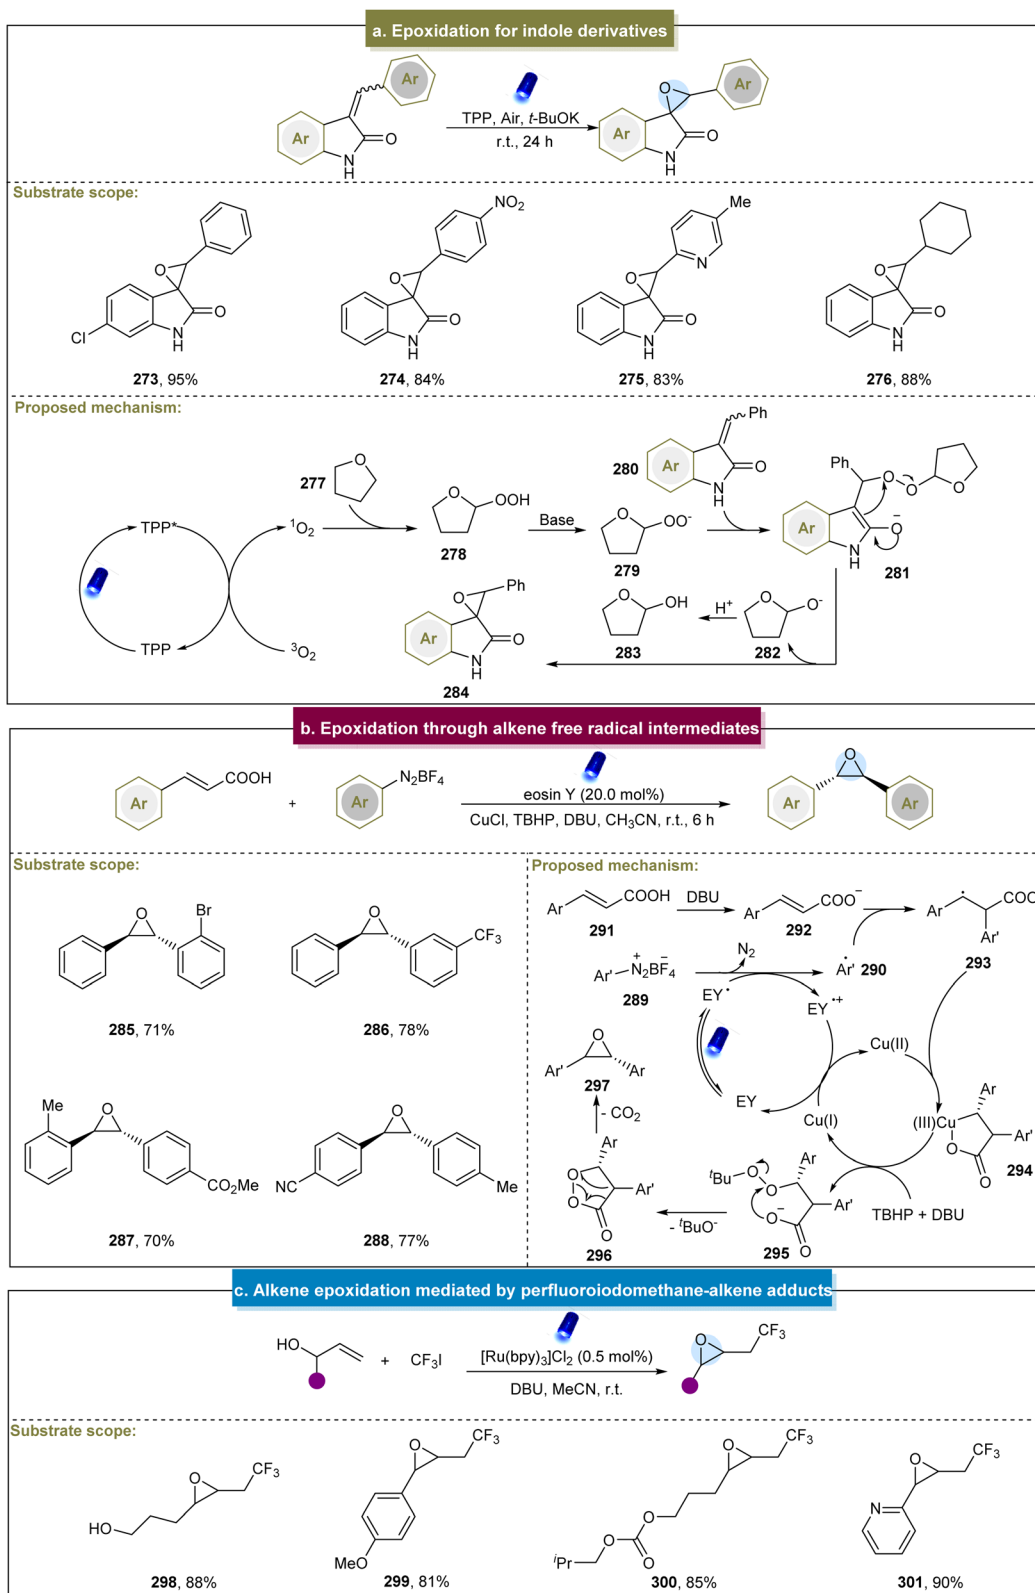 a. Epoxidation for indole derivatives
Ar
Ar
O
N
H
TPP, Air, t-BuOK
r.t., 24 h
O
Ar
Ar
O
N
H
Substrate scope:
O
O
Cl
N
H
273, 95%
NO2
O
O
N
H
274, 84%
Me
N
O
O
N
H
275, 83%
O
O
N
H
276, 88%
Proposed mechanism:
TPP*
TPP
1O2
3O2
277
O
O
OOH
278
Base
O
OO-
279
280
Ph
Ar
O
N
H
Ph
O
O
O
Ar
O-
N
H
281
O
O-
282
H+
O
OH
283
O
Ph
Ar
O
N
H
284
b. Epoxidation through alkene free radical intermediates
Ar
COOH
+
Ar
N2BF4
eosin Y (20.0 mol%)
CuCl, TBHP, DBU, CH3CN, r.t., 6 h
O
Ar
Ar
Substrate scope:
O
Br
285, 71%
O
CF3
286, 78%
Me
O
CO2Me
287, 70%
O
CN
Me
288, 77%
Proposed mechanism:
Ar
COOH
291
DBU
Ar
COO−
292
Ar
COO
Ar'
293
Ar'
N2BF4
+
−
289
N2
Ar'
290
EY
EY•+
EY
Cu(II)
Cu(I)
(III)Cu
O
O
Ar
Ar'
294
TBHP + DBU
tBu
O
O
Ar
Ar'
O−
O
295
- tBuO-
Ar
O
O
Ar'
O
296
- CO2
O
Ar'
Ar
297
c. Alkene epoxidation mediated by perfluoroiodomethane-alkene adducts
HO
+
CF3I
[Ru(bpy)3]Cl2 (0.5 mol%)
DBU, MeCN, r.t.
O
CF3
Substrate scope:
O
CF3
HO
298, 88%
O
CF3
MeO
299, 81%
O
CF3
O
O
O
iPr
300, 85%
O
CF3
N
301, 90%